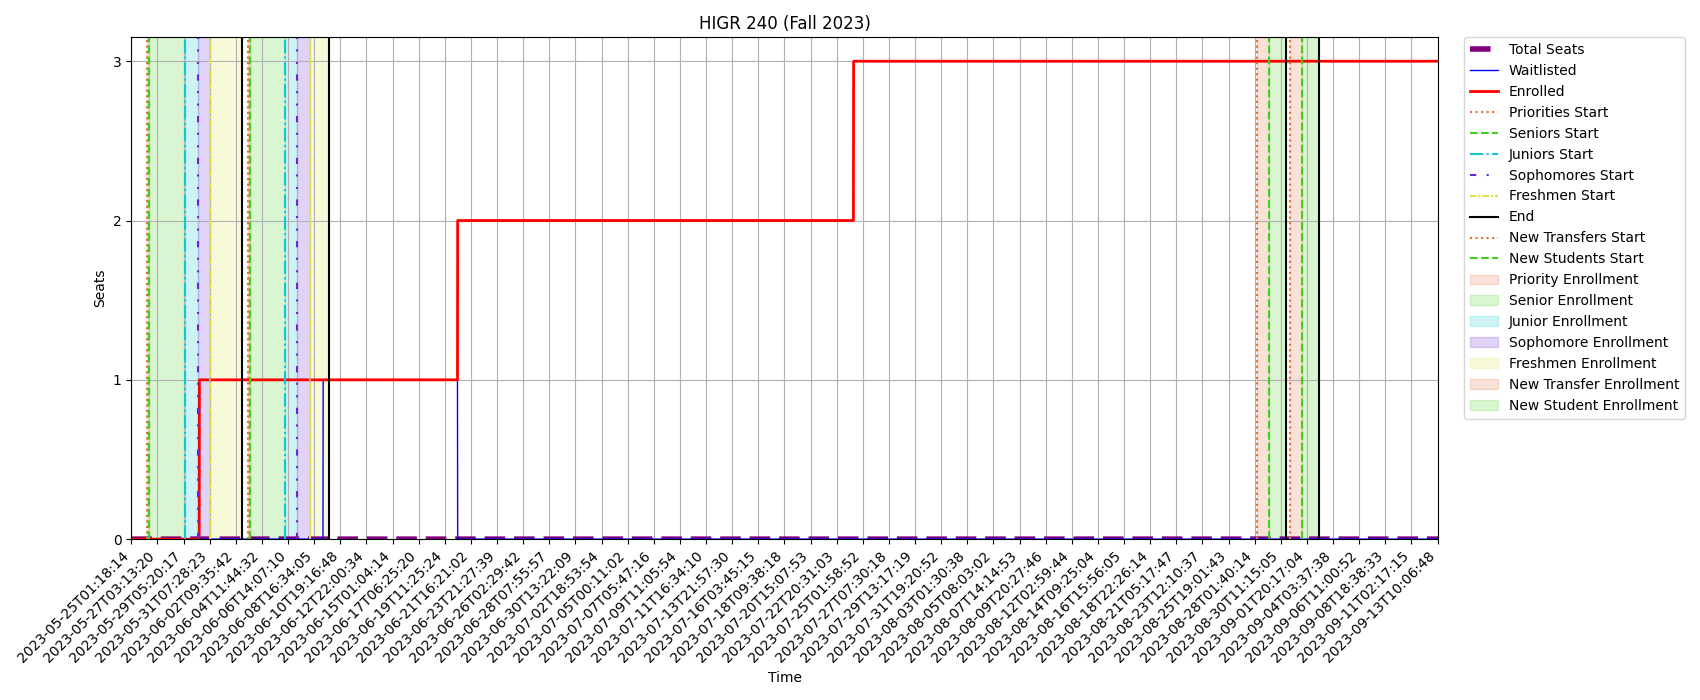 HIGR 240 (Fall 2023)
Seats
3
2
1
0
2023-05-25T01:18:14
2023-05-27T03:13:20
2023-05-29T05:20:17
2023-05-31T07:28:23
2023-06-02T09:35:42
2023-06-04T11:44:32
2023-06-06T14:07:10
2023-06-08T16:34:05
2023-06-10T19:16:48
2023-06-12T22:00:34
2023-06-15T01:04:14
2023-06-17T06:25:20
2023-06-19T11:25:24
2023-06-21T16:21:02
2023-06-23T21:27:39
2023-06-26T02:29:42
2023-06-28T07:55:57
2023-06-30T13:22:09
2023-07-02T18:53:54
2023-07-05T00:11:02
2023-07-07T05:47:16
2023-07-09T11:05:54
2023-07-11T16:34:10
2023-07-13T21:57:30
2023-07-16T03:45:15
2023-07-18T09:38:18
2023-07-20T15:07:53
2023-07-22T20:31:03
2023-07-25T01:58:52
2023-07-27T07:30:18
2023-07-29T13:17:19
2023-07-31T19:20:52
2023-08-03T01:30:38
2023-08-05T08:03:02
2023-08-07T14:14:53
2023-08-09T20:27:46
2023-08-12T02:59:44
2023-08-14T09:25:04
2023-08-16T15:56:05
2023-08-18T22:26:14
2023-08-21T05:17:47
2023-08-23T12:10:37
2023-08-25T19:01:43
2023-08-28T01:40:14
2023-08-30T11:15:05
2023-09-01T20:17:04
2023-09-04T03:37:38
2023-09-06T11:00:52
2023-09-08T18:38:33
2023-09-11T02:17:15
2023-09-13T10:06:48
Time
Total Seats
Waitlisted
Enrolled
Priorities Start
Seniors Start
Juniors Start
Sophomores Start
Freshmen Start
End
New Transfers Start
New Students Start
Priority Enrollment
Senior Enrollment
Junior Enrollment
Sophomore Enrollment
Freshmen Enrollment
New Transfer Enrollment
New Student Enrollment